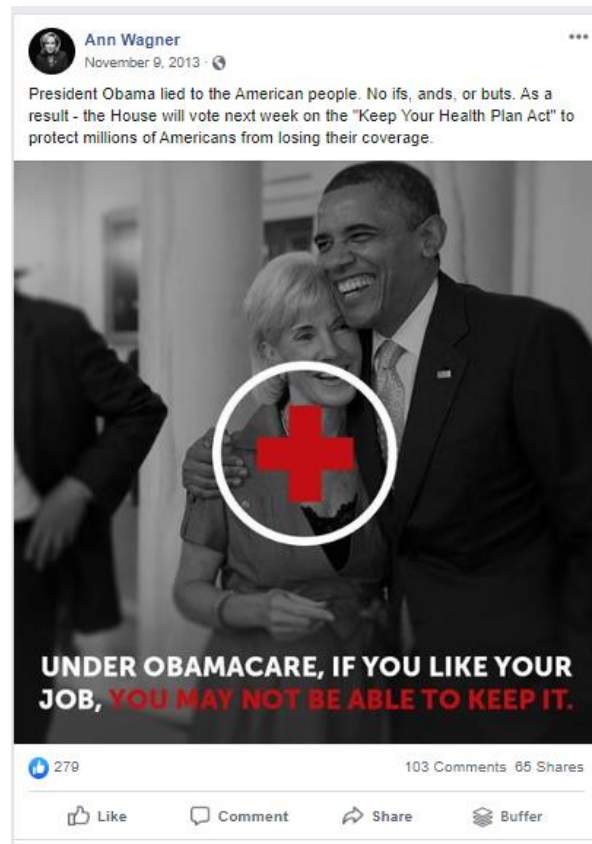 Ann Wagner
November 9, 2013 ·
President Obama lied to the American people. No ifs, ands, or buts. As a
result - the House will vote next week on the "Keep Your Health Plan Act" to
protect millions of Americans from losing their coverage.
UNDER OBAMACARE, IF YOU LIKE YOUR
JOB, YOU MAY NOT BE ABLE TO KEEP IT.
279 103 Comments 65 Shares
Like Comment Share Buffer